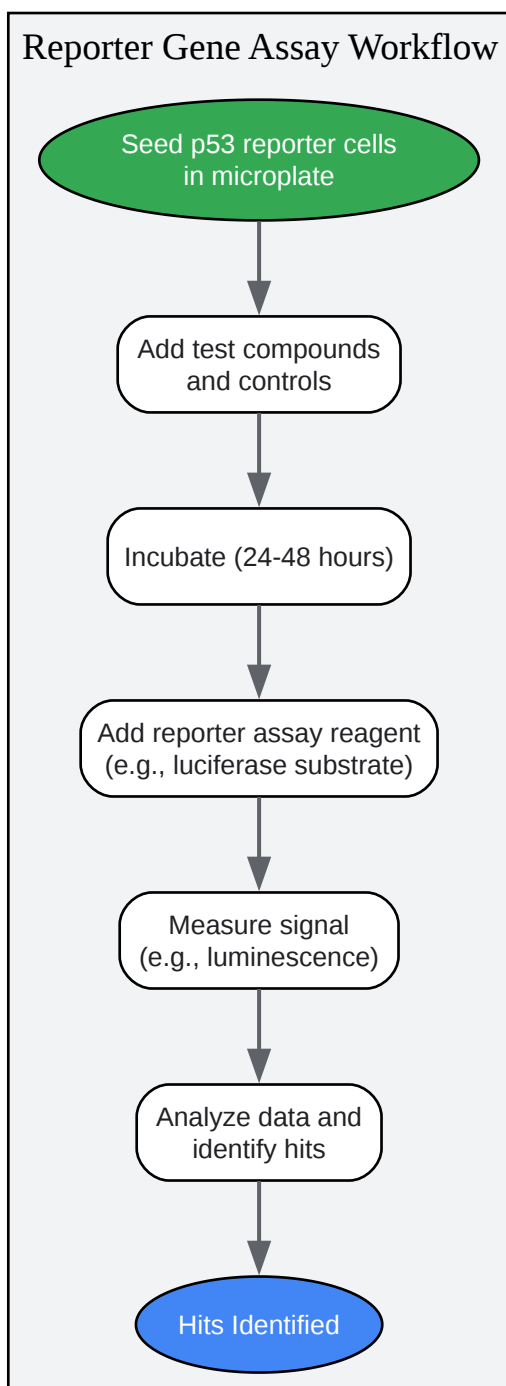 Reporter Gene Assay Workflow
Seed p53 reporter cells
in microplate
Add test compounds
and controls
Incubate (24-48 hours)
Add reporter assay reagent
(e.g., luciferase substrate)
Measure signal
(e.g., luminescence)
Analyze data and
identify hits
Hits Identified